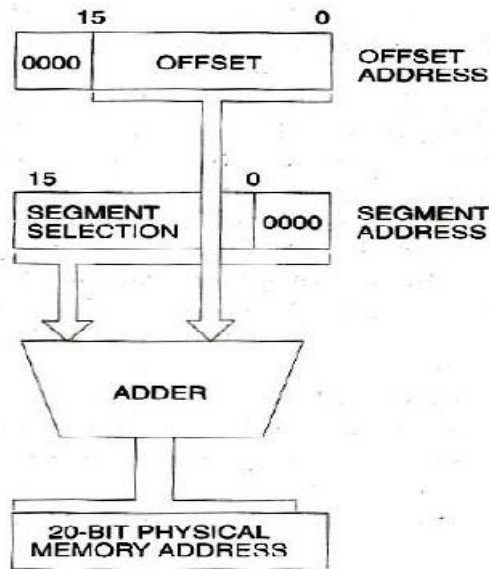 15 0
0000 OFFSET OFFSET
ADDRESS
15 0
SEGMENT
SELECTION 0000 SEGMENT
ADDRESS
ADDER
20-BIT PHYSICAL
MEMORY ADDRESS